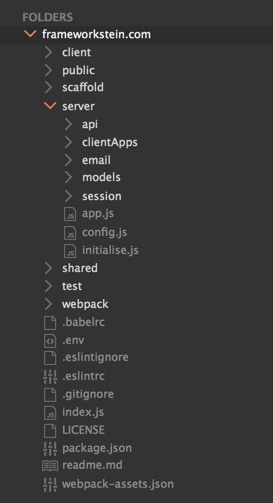 FOLDERS
frameworkstein.com
client
public
scaffold
server
api
clientApps
email
models
session
app.js
config.js
initialise.js
shared
test
webpack
.babelrc
.env
.eslintignore
.eslintrc
.gitignore
index.js
LICENSE
package.json
readme.md
webpack-assets.json